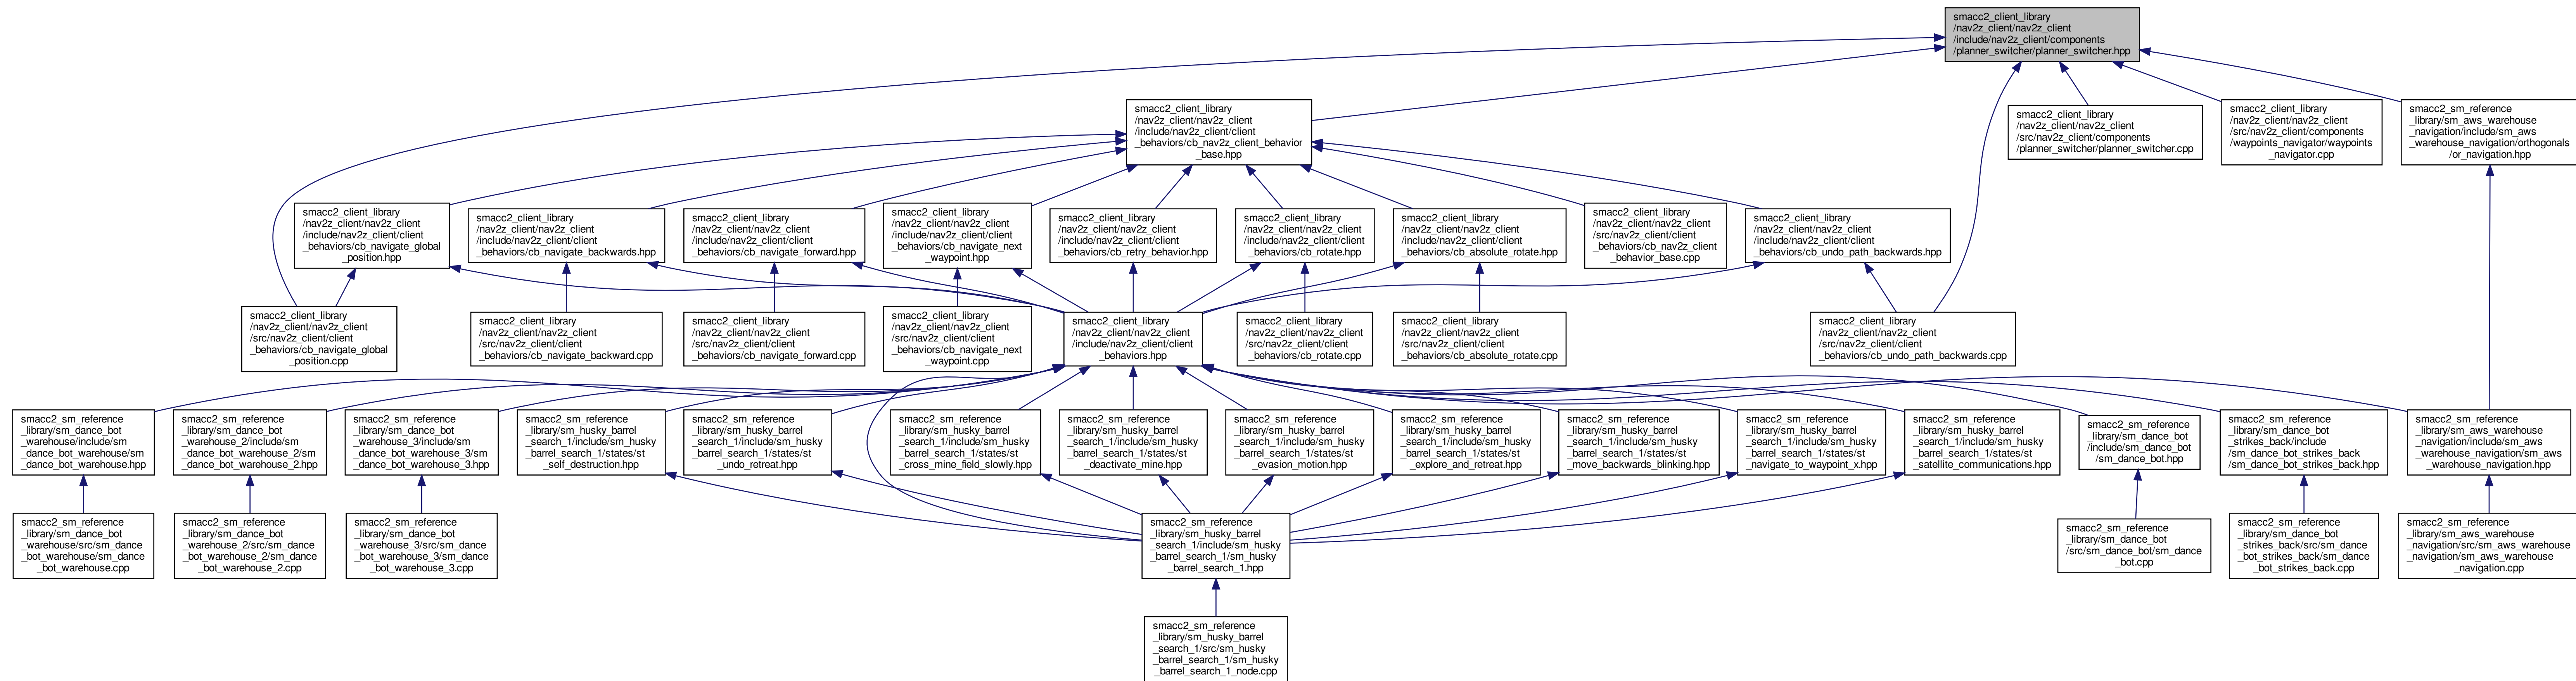 smacc2_client_library
/nav2z_client/nav2z_client
/include/nav2z_client/components
/planner_switcher/planner_switcher.hpp
smacc2_client_library
/nav2z_client/nav2z_client
/include/nav2z_client/client
_behaviors/cb_nav2z_client_behavior
_base.hpp
smacc2_client_library
/nav2z_client/nav2z_client
/src/nav2z_client/components
/planner_switcher/planner_switcher.cpp
smacc2_client_library
/nav2z_client/nav2z_client
/src/nav2z_client/components
/waypoints_navigator/waypoints
_navigator.cpp
smacc2_sm_reference
_library/sm_aws_warehouse
_navigation/include/sm_aws
_warehouse_navigation/orthogonals
/or_navigation.hpp
smacc2_client_library
/nav2z_client/nav2z_client
/include/nav2z_client/client
_behaviors/cb_navigate_global
_position.hpp
smacc2_client_library
/nav2z_client/nav2z_client
/include/nav2z_client/client
_behaviors/cb_navigate_backwards.hpp
smacc2_client_library
/nav2z_client/nav2z_client
/include/nav2z_client/client
_behaviors/cb_navigate_forward.hpp
smacc2_client_library
/nav2z_client/nav2z_client
/include/nav2z_client/client
_behaviors/cb_navigate_next
_waypoint.hpp
smacc2_client_library
/nav2z_client/nav2z_client
/include/nav2z_client/client
_behaviors/cb_retry_behavior.hpp
smacc2_client_library
/nav2z_client/nav2z_client
/include/nav2z_client/client
_behaviors/cb_rotate.hpp
smacc2_client_library
/nav2z_client/nav2z_client
/include/nav2z_client/client
_behaviors/cb_absolute_rotate.hpp
smacc2_client_library
/nav2z_client/nav2z_client
/src/nav2z_client/client
_behaviors/cb_nav2z_client
_behavior_base.cpp
smacc2_client_library
/nav2z_client/nav2z_client
/include/nav2z_client/client
_behaviors/cb_undo_path_backwards.hpp
smacc2_client_library
/nav2z_client/nav2z_client
/src/nav2z_client/client
_behaviors/cb_navigate_global
_position.cpp
smacc2_client_library
/nav2z_client/nav2z_client
/src/nav2z_client/client
_behaviors/cb_navigate_backward.cpp
smacc2_client_library
/nav2z_client/nav2z_client
/src/nav2z_client/client
_behaviors/cb_navigate_forward.cpp
smacc2_client_library
/nav2z_client/nav2z_client
/src/nav2z_client/client
_behaviors/cb_navigate_next
_waypoint.cpp
smacc2_client_library
/nav2z_client/nav2z_client
/include/nav2z_client/client
_behaviors.hpp
smacc2_client_library
/nav2z_client/nav2z_client
/src/nav2z_client/client
_behaviors/cb_rotate.cpp
smacc2_client_library
/nav2z_client/nav2z_client
/src/nav2z_client/client
_behaviors/cb_absolute_rotate.cpp
smacc2_client_library
/nav2z_client/nav2z_client
/src/nav2z_client/client
_behaviors/cb_undo_path_backwards.cpp
smacc2_sm_reference
_library/sm_dance_bot
_warehouse/include/sm
_dance_bot_warehouse/sm
_dance_bot_warehouse.hpp
smacc2_sm_reference
_library/sm_dance_bot
_warehouse_2/include/sm
_dance_bot_warehouse_2/sm
_dance_bot_warehouse_2.hpp
smacc2_sm_reference
_library/sm_dance_bot
_warehouse_3/include/sm
_dance_bot_warehouse_3/sm
_dance_bot_warehouse_3.hpp
smacc2_sm_reference
_library/sm_husky_barrel
_search_1/include/sm_husky
_barrel_search_1/states/st
_self_destruction.hpp
smacc2_sm_reference
_library/sm_husky_barrel
_search_1/include/sm_husky
_barrel_search_1/states/st
_undo_retreat.hpp
smacc2_sm_reference
_library/sm_husky_barrel
_search_1/include/sm_husky
_barrel_search_1/states/st
_cross_mine_field_slowly.hpp
smacc2_sm_reference
_library/sm_husky_barrel
_search_1/include/sm_husky
_barrel_search_1/states/st
_deactivate_mine.hpp
smacc2_sm_reference
_library/sm_husky_barrel
_search_1/include/sm_husky
_barrel_search_1/states/st
_evasion_motion.hpp
smacc2_sm_reference
_library/sm_husky_barrel
_search_1/include/sm_husky
_barrel_search_1/states/st
_explore_and_retreat.hpp
smacc2_sm_reference
_library/sm_husky_barrel
_search_1/include/sm_husky
_barrel_search_1/states/st
_move_backwards_blinking.hpp
smacc2_sm_reference
_library/sm_husky_barrel
_search_1/include/sm_husky
_barrel_search_1/states/st
_navigate_to_waypoint_x.hpp
smacc2_sm_reference
_library/sm_husky_barrel
_search_1/include/sm_husky
_barrel_search_1/states/st
_satellite_communications.hpp
smacc2_sm_reference
_library/sm_dance_bot
/include/sm_dance_bot
/sm_dance_bot.hpp
smacc2_sm_reference
_library/sm_dance_bot
_strikes_back/include
/sm_dance_bot_strikes_back
/sm_dance_bot_strikes_back.hpp
smacc2_sm_reference
_library/sm_aws_warehouse
_navigation/include/sm_aws
_warehouse_navigation/sm_aws
_warehouse_navigation.hpp
smacc2_sm_reference
_library/sm_dance_bot
_warehouse/src/sm_dance
_bot_warehouse/sm_dance
_bot_warehouse.cpp
smacc2_sm_reference
_library/sm_dance_bot
_warehouse_2/src/sm_dance
_bot_warehouse_2/sm_dance
_bot_warehouse_2.cpp
smacc2_sm_reference
_library/sm_dance_bot
_warehouse_3/src/sm_dance
_bot_warehouse_3/sm_dance
_bot_warehouse_3.cpp
smacc2_sm_reference
_library/sm_husky_barrel
_search_1/include/sm_husky
_barrel_search_1/sm_husky
_barrel_search_1.hpp
smacc2_sm_reference
_library/sm_dance_bot
/src/sm_dance_bot/sm_dance
_bot.cpp
smacc2_sm_reference
_library/sm_dance_bot
_strikes_back/src/sm_dance
_bot_strikes_back/sm_dance
_bot_strikes_back.cpp
smacc2_sm_reference
_library/sm_aws_warehouse
_navigation/src/sm_aws_warehouse
_navigation/sm_aws_warehouse
_navigation.cpp
smacc2_sm_reference
_library/sm_husky_barrel
_search_1/src/sm_husky
_barrel_search_1/sm_husky
_barrel_search_1_node.cpp